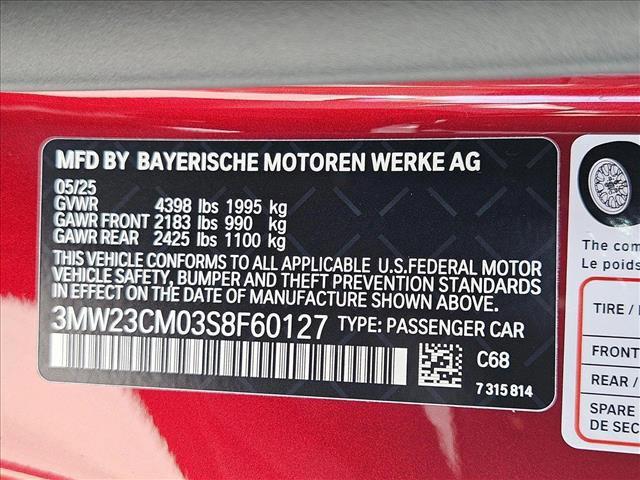 MFD BY BAYERISCHE MOTOREN WERKE AG
05/25
GVWR 4398 lbs 1995 kg
GAWR FRONT 2183 lbs 990 kg
GAWR REAR 2425 lbs 1100 kg
THIS VEHICLE CONFORMS TO ALL APPLICABLE U.S.FEDERAL MOTOR
VEHICLE SAFETY, BUMPER AND THEFT PREVENTION STANDARDS
IN EFFECT ON THE DATE OF MANUFACTURE SHOWN ABOVE.
3MW23CM03S8F60127 TYPE: PASSENGER CAR
C68
7 315 814
The com
Le poids
TIRE /
FRONT
REAR /
SPARE
DE SEC